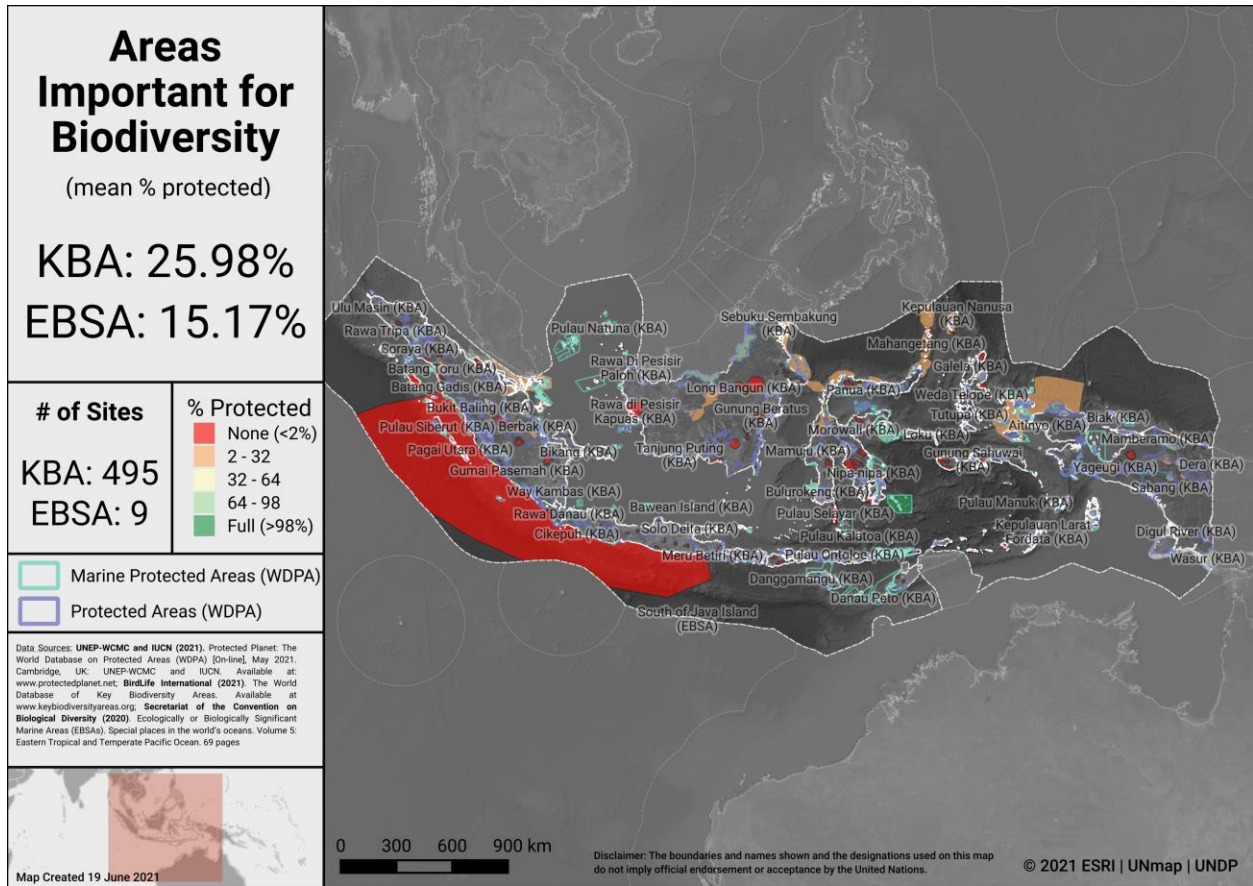 Areas
Important for
Biodiversity
(mean % protected)
KBA: 25.98%
EBSA: 15.17%
# of Sites
KBA: 495
EBSA: 9
% Protected
None (<2%)
2 - 32
32 - 64
64 - 98
Full (>98%)
Marine Protected Areas (WDPA)
Protected Areas (WDPA)
Data Sources: UNEP-WCMC and IUCN (2021). Protected Planet: The
World Database on Protected Areas (WDPA) [On-line], May 2021.
Cambridge, UK: UNEP-WCMC and IUCN. Available at:
www.protectedplanet.net; BirdLife International (2021). The World
Database of Key Biodiversity Areas. Available at
www.keybiodiversityareas.org; Secretariat of the Convention on
Biological Diversity (2020). Ecologically or Biologically Significant
Marine Areas (EBSAs). Special places in the world's oceans. Volume 5:
Eastern Tropical and Temperate Pacific Ocean. 69 pages
Map Created 19 June 2021
Ulu Masin (KBA)
Rawa Tripa (KBA)
Soraya (KBA)
Batang Toru (KBA)
Batang Gadis (KBA)
Bukit Baling (KBA)
Pulau Siberut (KBA)
Berbak (KBA)
Pagai Utara (KBA)
Bikang (KBA)
Gumai Pasemah (KBA)
Way Kambas (KBA)
Rawa Danau (KBA)
Cikepuh (KBA)
Pulau Natuna (KBA)
Rawa Di Pesisir
Paloh (KBA)
Rawa di Pesisir
Kapuas (KBA)
Sebuku Sembakung
(KBA)
Long Bangun (KBA)
Gunung Beratus
(KBA)
Tanjung Puting
(KBA)
Bawean Island (KBA)
Solo Delta (KBA)
Meru Betiri (KBA)
South of Java Island
(EBSA)
Kepulauan Nanusa
(KBA)
Mahangetang (KBA)
Galela (KBA)
Panua (KBA)
Weda Telope (KBA)
Tutupa (KBA)
Morowali (KBA)
Loku (KBA)
Mamuju (KBA)
Gunung Sahuwai
(KBA)
Nipa-nipa (KBA)
Bulurokeng (KBA)
Pulau Selayar (KBA)
Pulau Kalatoa (KBA)
Pulau Ontoloe (KBA)
Danggamangu (KBA)
Danau Peto (KBA)
Aitinyo (KBA)
Biak (KBA)
Mamberamo (KBA)
Yageugi (KBA)
Dera (KBA)
Sabang (KBA)
Pulau Manuk (KBA)
Kepulauan Larat
Fordata (KBA)
Digul River (KBA)
Wasur (KBA)
0 300 600 900 km
Disclaimer: The boundaries and names shown and the designations used on this map
do not imply official endorsement or acceptance by the United Nations.
© 2021 ESRI | UNmap | UNDP